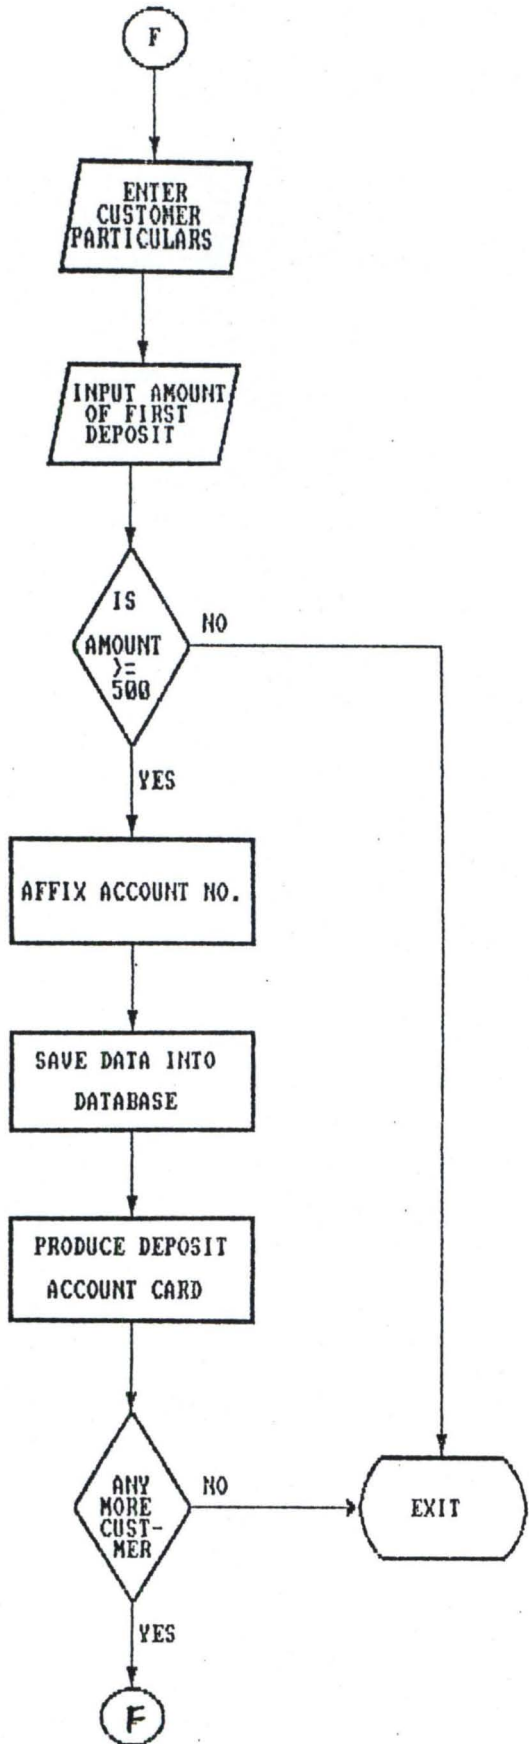 F
ENTER
CUSTOMER
PARTICULARS
INPUT AMOUNT
OF FIRST
DEPOSIT
IS
AMOUNT
>=
500
NO
YES
AFFIX ACCOUNT NO.
SAVE DATA INTO
DATABASE
PRODUCE DEPOSIT
ACCOUNT CARD
ANY
MORE
CUST-
MER
NO
EXIT
YES
F